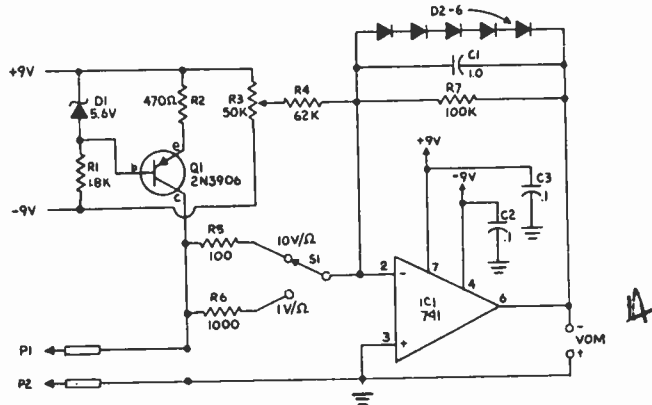 D2-6
C1
1.0
+9V
D1
5.6V
470Ω
R2
R3
50K
R4
62K
R7
100K
R1
1.8K
b
e
c
Q1
2N3906
-9V
+9V
-9V
C3
.1
C2
.1
R5
100
10V/Ω
S1
1V/Ω
R6
1000
2
-
7
4
IC1
741
6
3
+
-
VOM
+
P1
P2